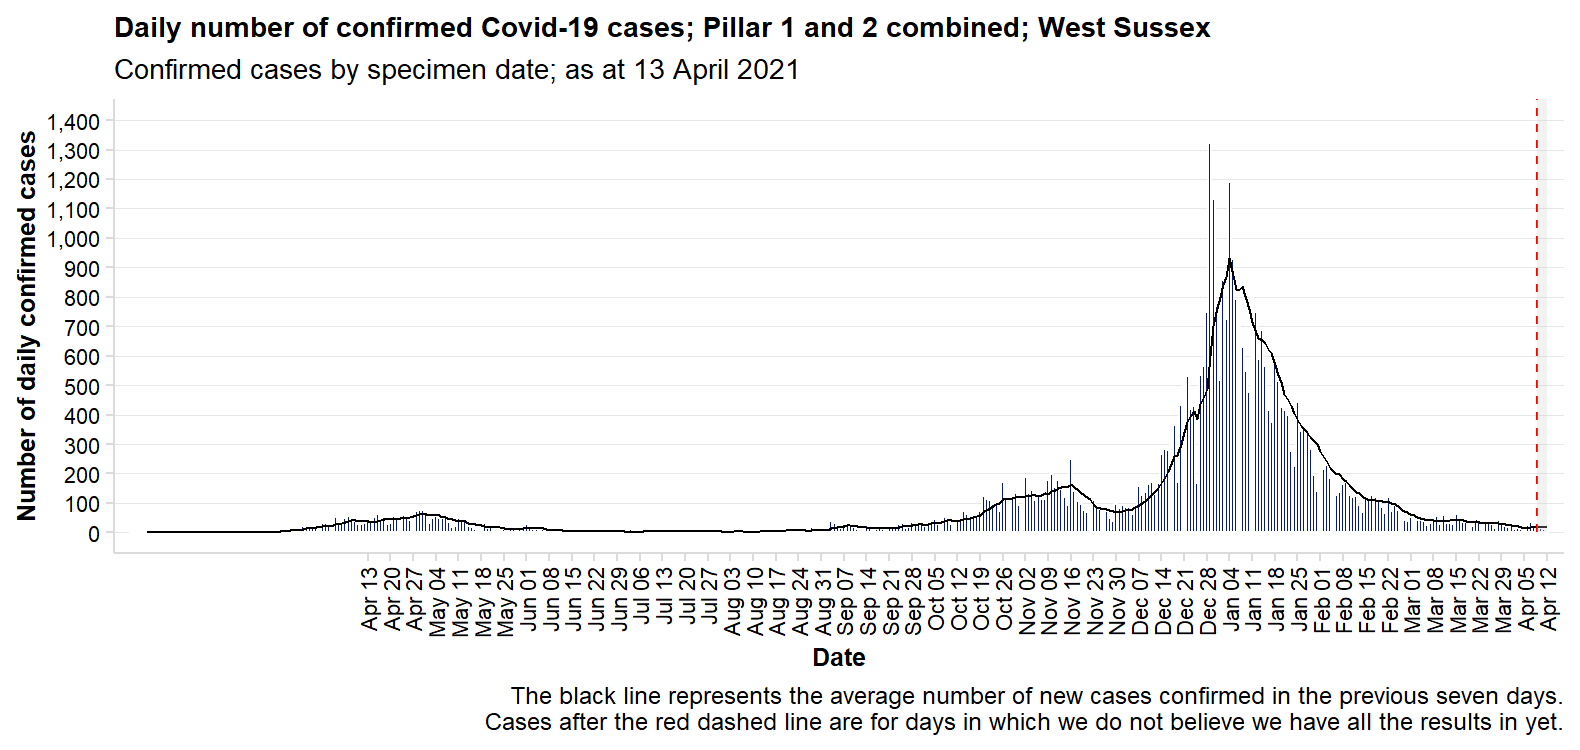 Daily number of confirmed Covid-19 cases; Pillar 1 and 2 combined; West Sussex
Confirmed cases by specimen date; as at 13 April 2021
Number of daily confirmed cases
1,400
1,300
1,200
1,100
1,000
900
800
700
600
500
400
300
200
100
0
Apr 13
Apr 20
Apr 27
May 04
May 11
May 18
May 25
Jun 01
Jun 08
Jun 15
Jun 22
Jun 29
Jul 06
Jul 13
Jul 20
Jul 27
Aug 03
Aug 10
Aug 17
Aug 24
Aug 31
Sep 07
Sep 14
Sep 21
Sep 28
Oct 05
Oct 12
Oct 19
Oct 26
Nov 02
Nov 09
Nov 16
Nov 23
Nov 30
Dec 07
Dec 14
Dec 21
Dec 28
Jan 04
Jan 11
Jan 18
Jan 25
Feb 01
Feb 08
Feb 15
Feb 22
Mar 01
Mar 08
Mar 15
Mar 22
Mar 29
Apr 05
Apr 12
Date
The black line represents the average number of new cases confirmed in the previous seven days.
Cases after the red dashed line are for days in which we do not believe we have all the results in yet.